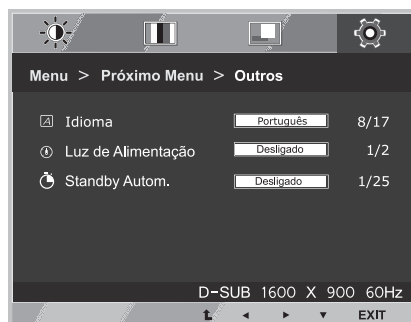 Menu > Próximo Menu > Outros
Idioma Português 8/17
Luz de Alimentação Desligado 1/2
Standby Autom. Desligado 1/25
D-SUB 1600 X 900 60Hz
EXIT